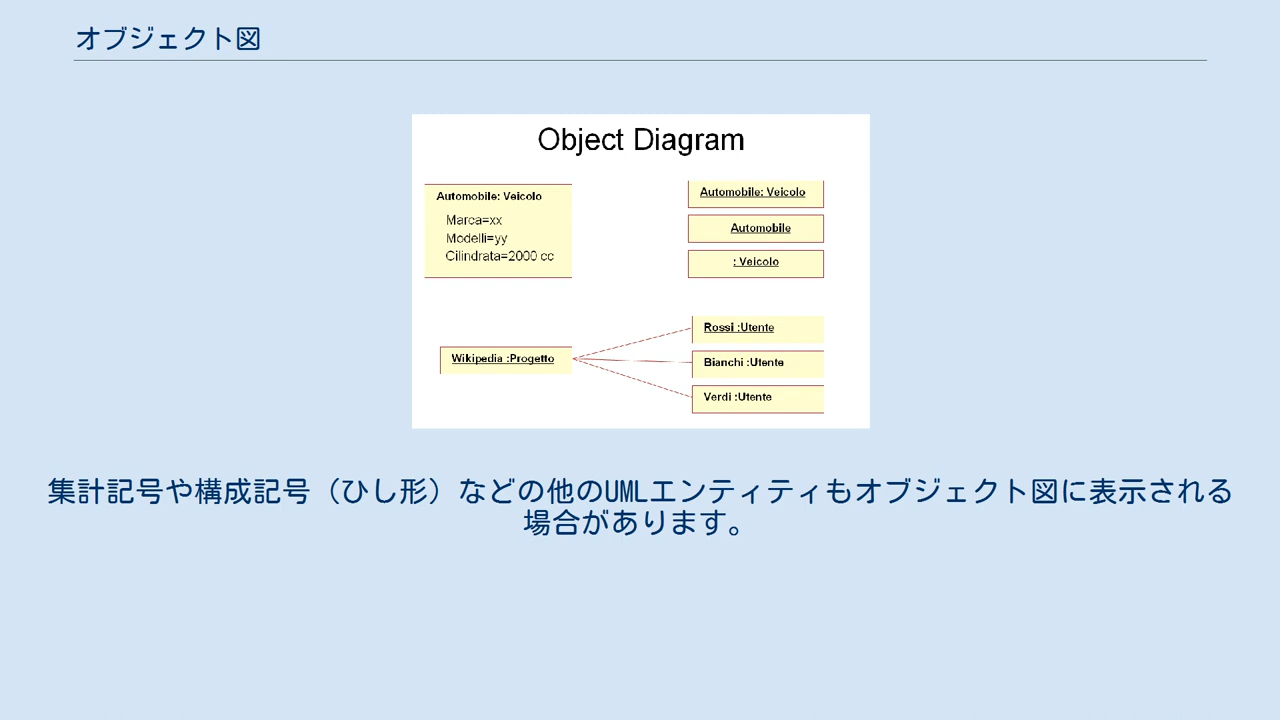 オブジェクト図
Object Diagram
Automobile: Veicolo
Marca=xx
Modelli=yy
Cilindrata=2000 cc
Automobile: Veicolo
Automobile
: Veicolo
Wikipedia :Progetto
Rossi :Utente
Bianchi :Utente
Verdi :Utente
集計記号や構成記号（ひし形）などの他のUMLエンティティもオブジェクト図に表示される
場合があります。